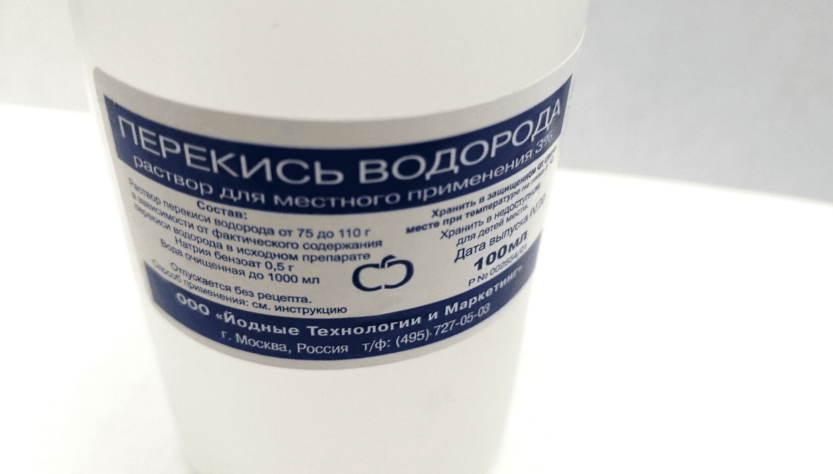 ПЕРЕКИСЬ ВОДОРОДА
раствор для местного применения 3%
Состав:
Раствор перекиси водорода от 75 до 110 г
в зависимости от фактического содержания
перекиси водорода в исходном препарате
Натрия бензоат 0,5 г
Вода очищенная до 1000 мл
Отпускается без рецепта.
Способ применения: см. инструкцию
Хранить в защищенном от
месте при температуре не
Хранить в недоступном
для детей месте.
Дата выпуска
100мл
Р №
ООО «Йодные Технологии и Маркетинг»
г. Москва, Россия т/ф: (495) 727-05-03